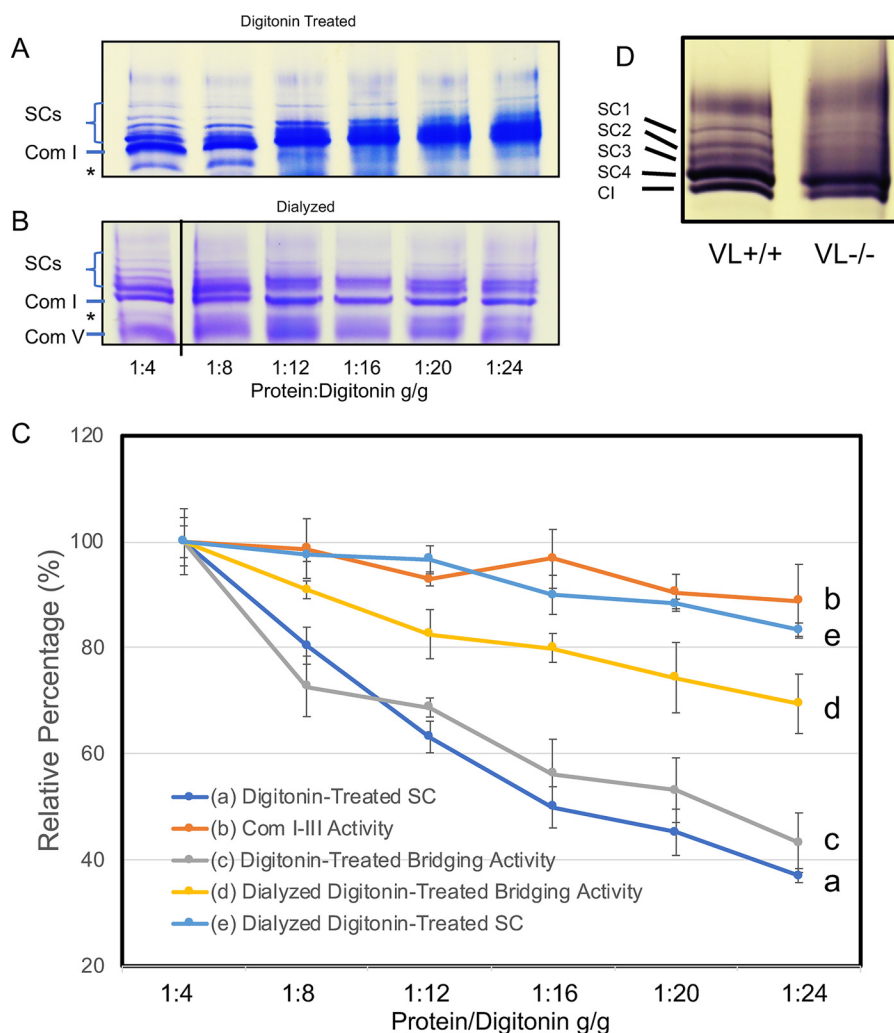 Digitonin Treated
A
SCs
Com I
*
Dialyzed
B
SCs
Com I
*
Com V
1:4 1:8 1:12 1:16 1:20 1:24
Protein:Digitonin g/g
D
SC1
SC2
SC3
SC4
CI
VL+/+ VL-/-
C
Relative Percentage (%)
120
100
80
60
40
20
b
e
d
c
a
(a) Digitonin-Treated SC
(b) Com I-III Activity
(c) Digitonin-Treated Bridging Activity
(d) Dialyzed Digitonin-Treated Bridging Activity
(e) Dialyzed Digitonin-Treated SC
1:4 1:8 1:12 1:16 1:20 1:24
Protein/Digitonin g/g